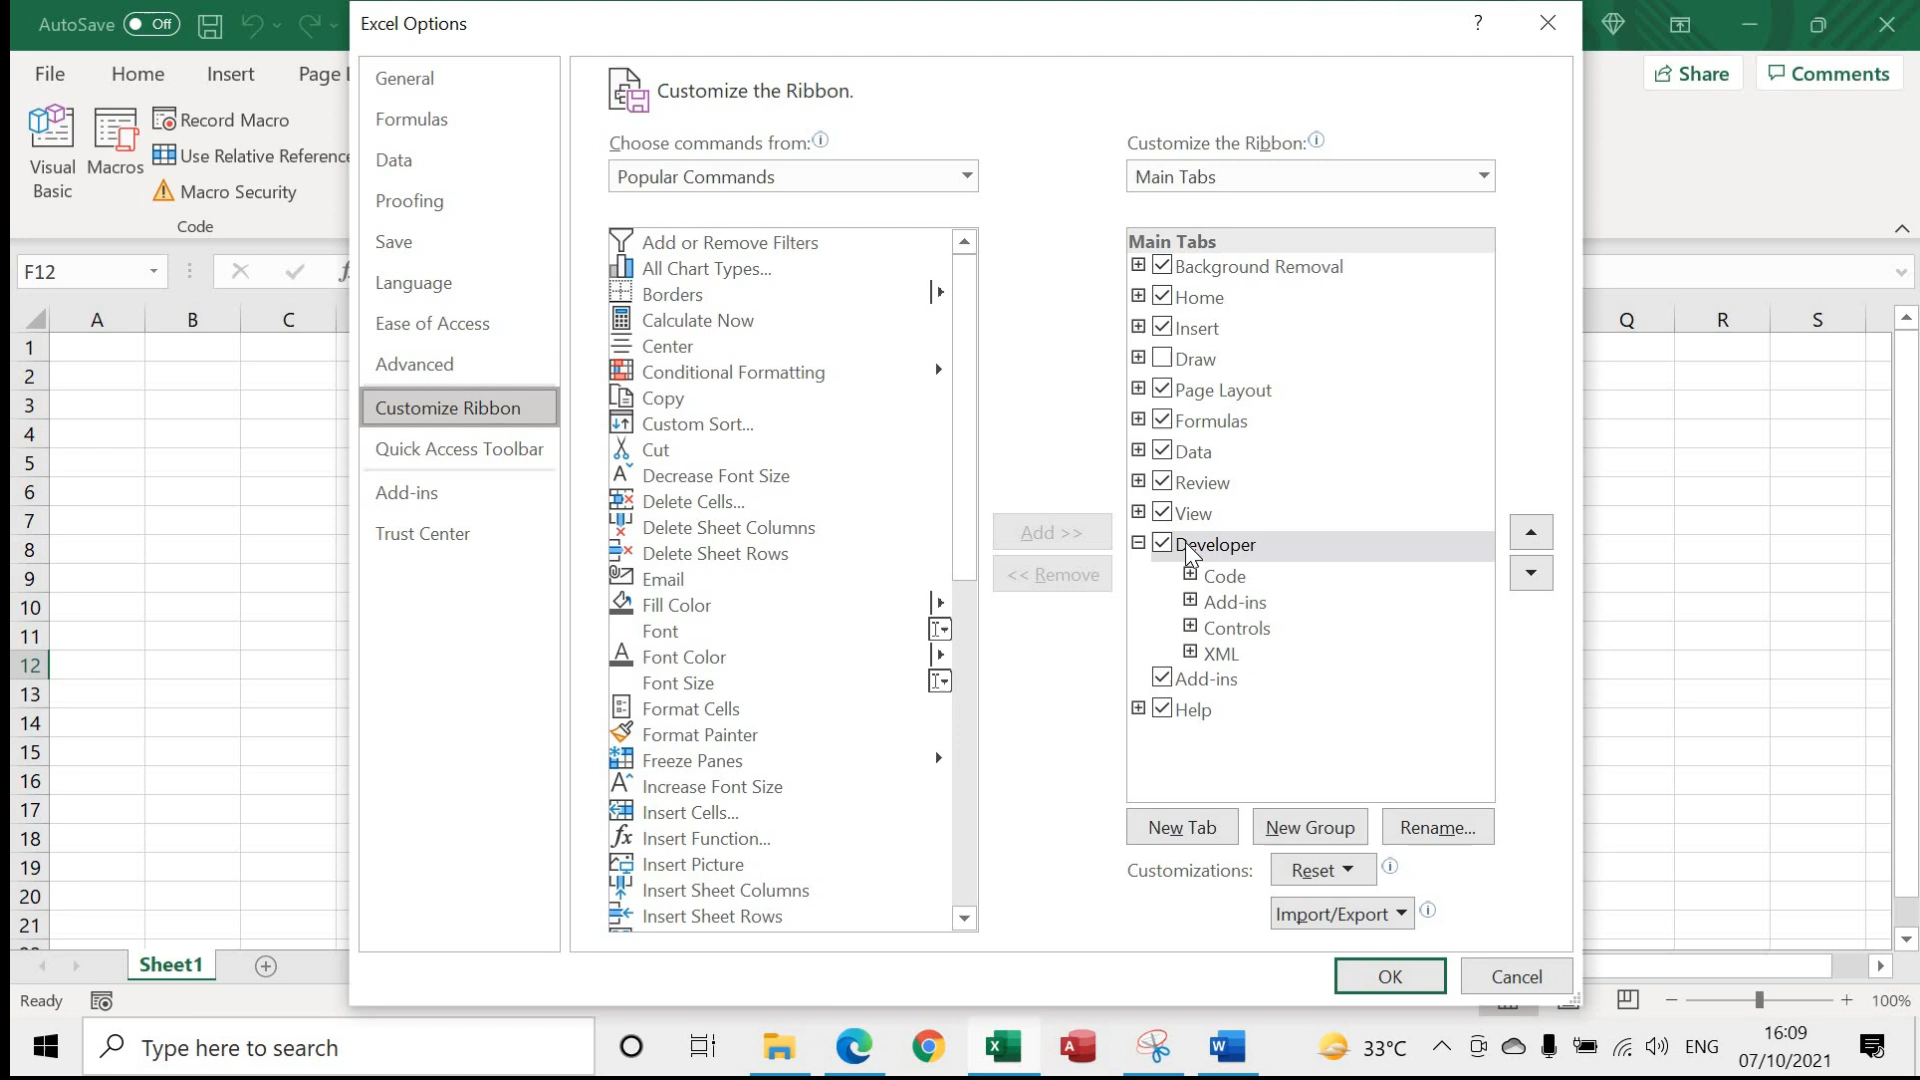 AutoSave Off
Excel Options
?
File Home Insert Page L
Share Comments
Visual Basic
Macros
Record Macro
Use Relative Reference
Macro Security
Code
F12
A B C Q R S
1
2
3
4
5
6
7
8
9
10
11
12
13
14
15
16
17
18
19
20
21
General
Formulas
Data
Proofing
Save
Language
Ease of Access
Advanced
Customize Ribbon
Quick Access Toolbar
Add-ins
Trust Center
Customize the Ribbon.
Choose commands from:
Popular Commands
Add or Remove Filters
All Chart Types...
Borders
Calculate Now
Center
Conditional Formatting
Copy
Custom Sort...
Cut
Decrease Font Size
Delete Cells...
Delete Sheet Columns
Delete Sheet Rows
Email
Fill Color
Font
Font Color
Font Size
Format Cells
Format Painter
Freeze Panes
Increase Font Size
Insert Cells...
Insert Function...
Insert Picture
Insert Sheet Columns
Insert Sheet Rows
Add >>
<< Remove
Customize the Ribbon:
Main Tabs
Main Tabs
Background Removal
Home
Insert
Draw
Page Layout
Formulas
Data
Review
View
Developer
Code
Add-ins
Controls
XML
Add-ins
Help
New Tab New Group Rename...
Customizations: Reset
Import/Export
OK Cancel
Sheet1
Ready
100%
Type here to search
33°C
ENG
16:09
07/10/2021